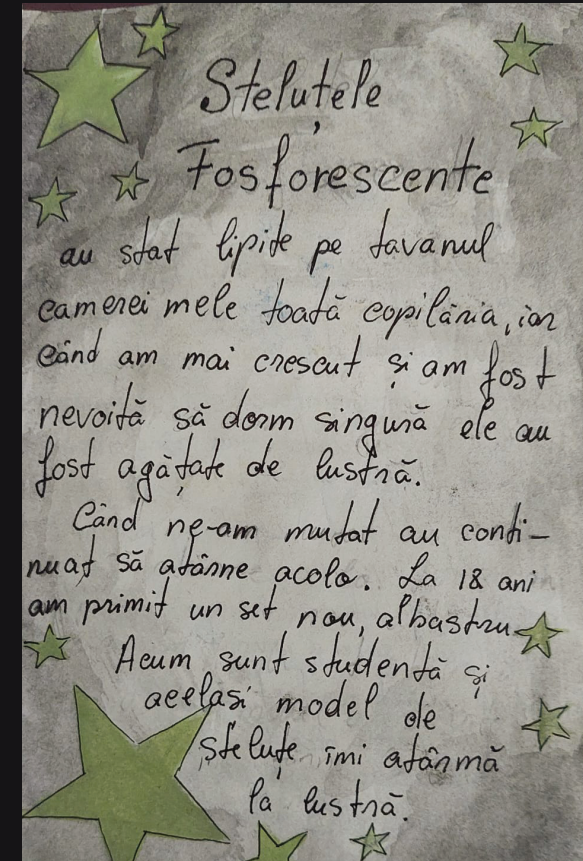 Steluțele
Fosforescente
au stat lipite pe tavanul
camerei mele toată copilăria, iar
când am mai crescut și am fost
nevoită să dorm singură ele au
fost agățate de lustră.
Când ne-am mutat au conti-
nuat să atârne acolo. La 18 ani
am primit un set nou, albastru.
Acum sunt studentă și
același model de
steluțe îmi atârnă
la lustră.